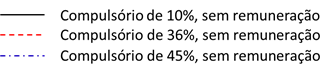 Compulsório de 10%, sem remuneração
Compulsório de 36%, sem remuneração
Compulsório de 45%, sem remuneração